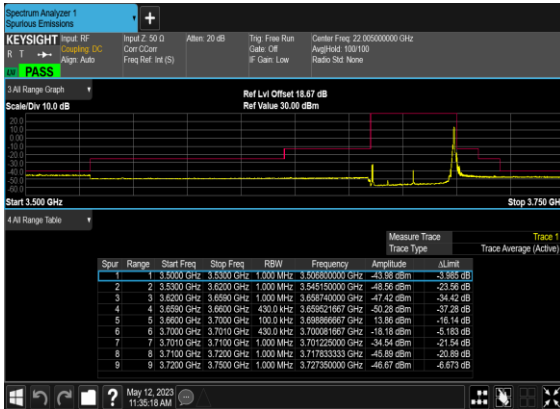 Spectrum Analyzer 1
Spurious Emissions
+
KEYSIGHT Input: RF Input Z: 50 Ω Atten: 20 dB Trig: Free Run Center Freq: 22.005000000 GHz
R T Coupling: DC Corr CCorr Gate: Off Avg|Hold: 100/100
Align: Auto Freq Ref: Int (S) IF Gain: Low Radio Std: None
PASS
3 All Range Graph
Ref Lvl Offset 18.67 dB
Scale/Div 10.0 dB Ref Value 30.00 dBm
20.0
10.0
0.00
-10.0
-20.0
-30.0
-40.0
-50.0
-60.0
Start 3.500 GHz Stop 3.750 GH
4 All Range Table
Measure Trace Trace 1
Trace Type Trace Average (Active)
Spur Range Start Freq Stop Freq RBW Frequency Amplitude ΔLimit
1 1 3.5000 GHz 3.5300 GHz 1.000 MHz 3.506800000 GHz -43.98 dBm -3.985 dB
2 2 3.5300 GHz 3.6200 GHz 1.000 MHz 3.545150000 GHz -48.56 dBm -23.56 dB
3 3 3.6200 GHz 3.6590 GHz 1.000 MHz 3.658740000 GHz -47.42 dBm -34.42 dB
4 4 3.6590 GHz 3.6600 GHz 430.0 kHz 3.659521667 GHz -50.28 dBm -37.28 dB
5 5 3.6600 GHz 3.7000 GHz 100.0 kHz 3.698866667 GHz 13.86 dBm -16.14 dB
6 6 3.7000 GHz 3.7010 GHz 430.0 kHz 3.700081667 GHz -18.18 dBm -5.183 dB
7 7 3.7010 GHz 3.7100 GHz 1.000 MHz 3.701225000 GHz -34.54 dBm -21.54 dB
8 8 3.7100 GHz 3.7200 GHz 1.000 MHz 3.717833333 GHz -45.89 dBm -20.89 dB
9 9 3.7200 GHz 3.7500 GHz 1.000 MHz 3.727350000 GHz -46.67 dBm -6.673 dB
? May 12, 2023
11:35:18 AM